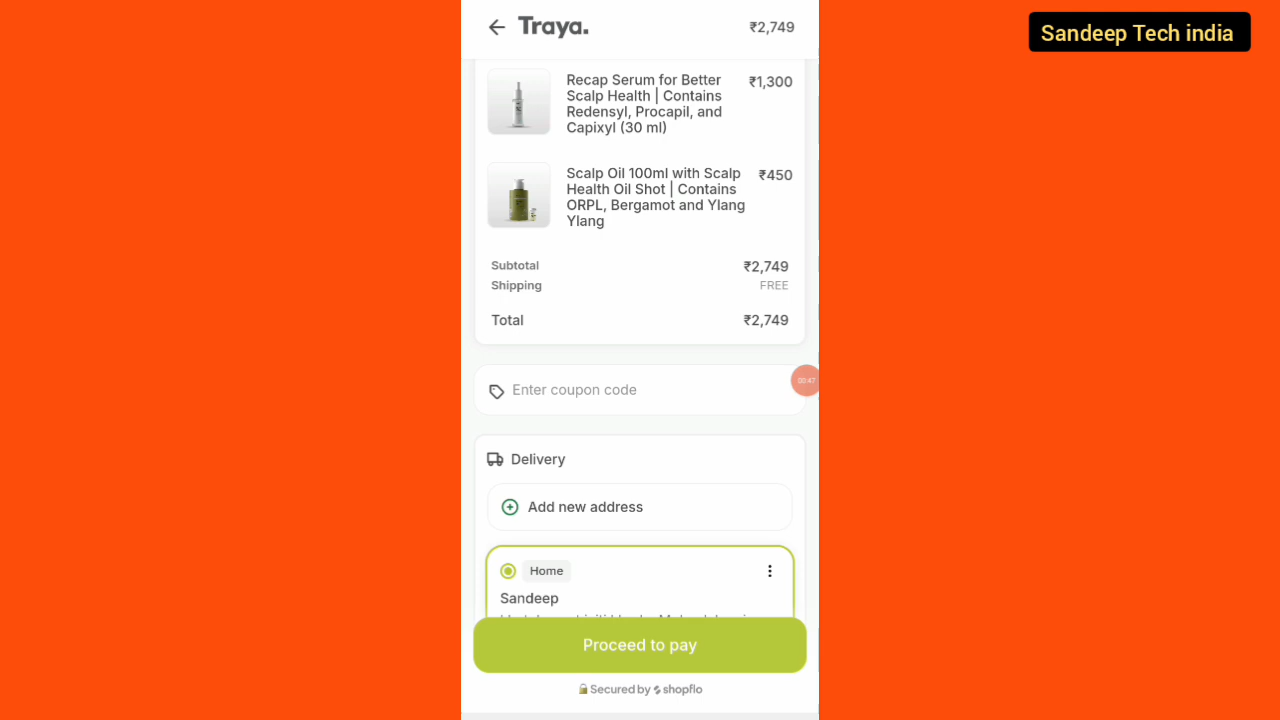 Sandeep Tech india
Traya.
₹2,749
Recap Serum for Better
Scalp Health | Contains
Redensyl, Procapil, and
Capixyl (30 ml)
₹1,300
Scalp Oil 100ml with Scalp
Health Oil Shot | Contains
ORPL, Bergamot and Ylang
Ylang
₹450
Subtotal ₹2,749
Shipping FREE
Total ₹2,749
Enter coupon code
00:47
Delivery
Add new address
Home
Sandeep
Proceed to pay
Secured by shopflo